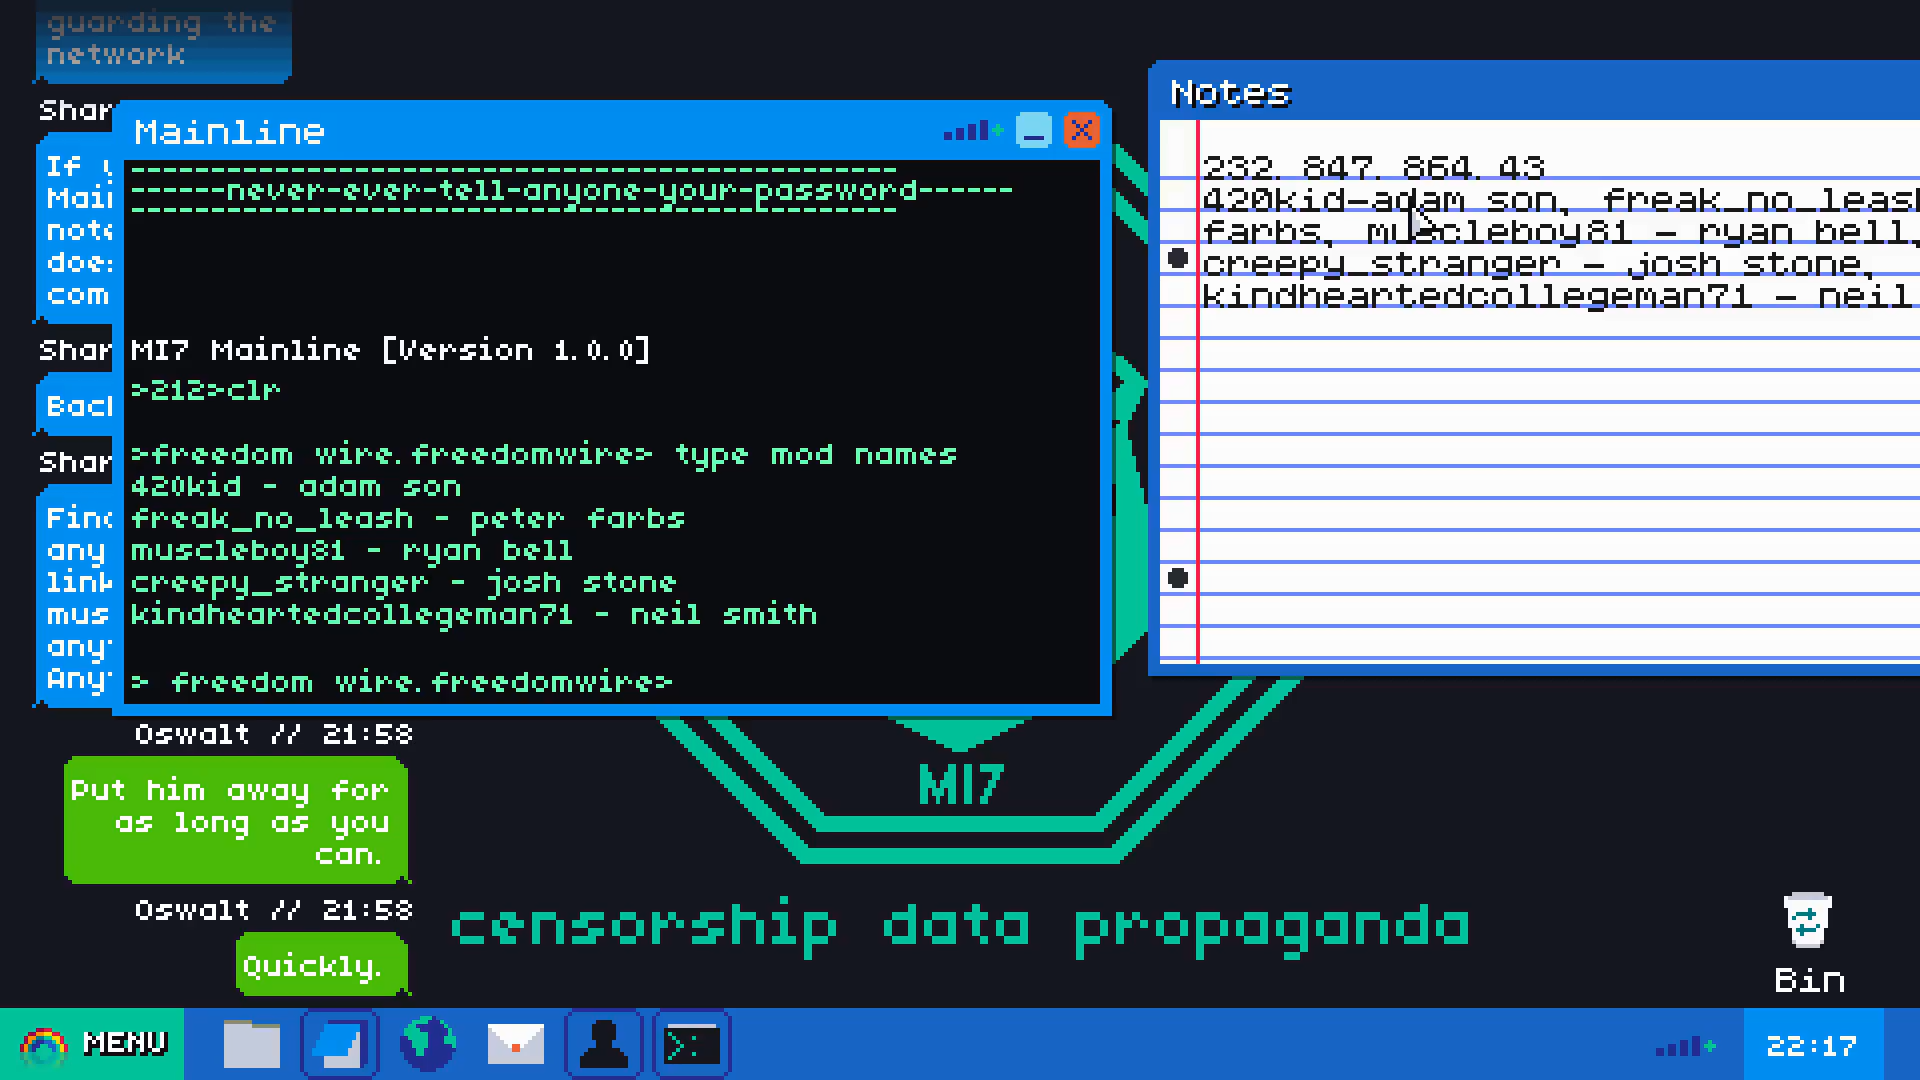 guarding the
network
Shar
If
Mai
note
does
com
Shar
Back
Shar
Find
any
link
mus
any
Any
Oswalt // 21:58
Put him away for
as long as you
can.
Oswalt // 21:58
Quickly.
Mainline
------never-ever-tell-anyone-your-password------
MI7 Mainline [Version 1.0.0]
>212>clr
>freedom wire.freedomwire> type mod names
420kid - adam son
freak_no_leash - peter farbs
muscleboy81 - ryan bell
creepy_stranger - josh stone
kindheartedcollegeman71 - neil smith
> freedom wire.freedomwire>
Notes
232. 847. 864. 43
420kid-adam son, freak_no_leash
farbs, muscleboy81 - ryan bell,
creepy_stranger - josh stone,
kindheartedcollegeman71 - neil
MI7
censorship data propaganda
Bin
MENU
22:17